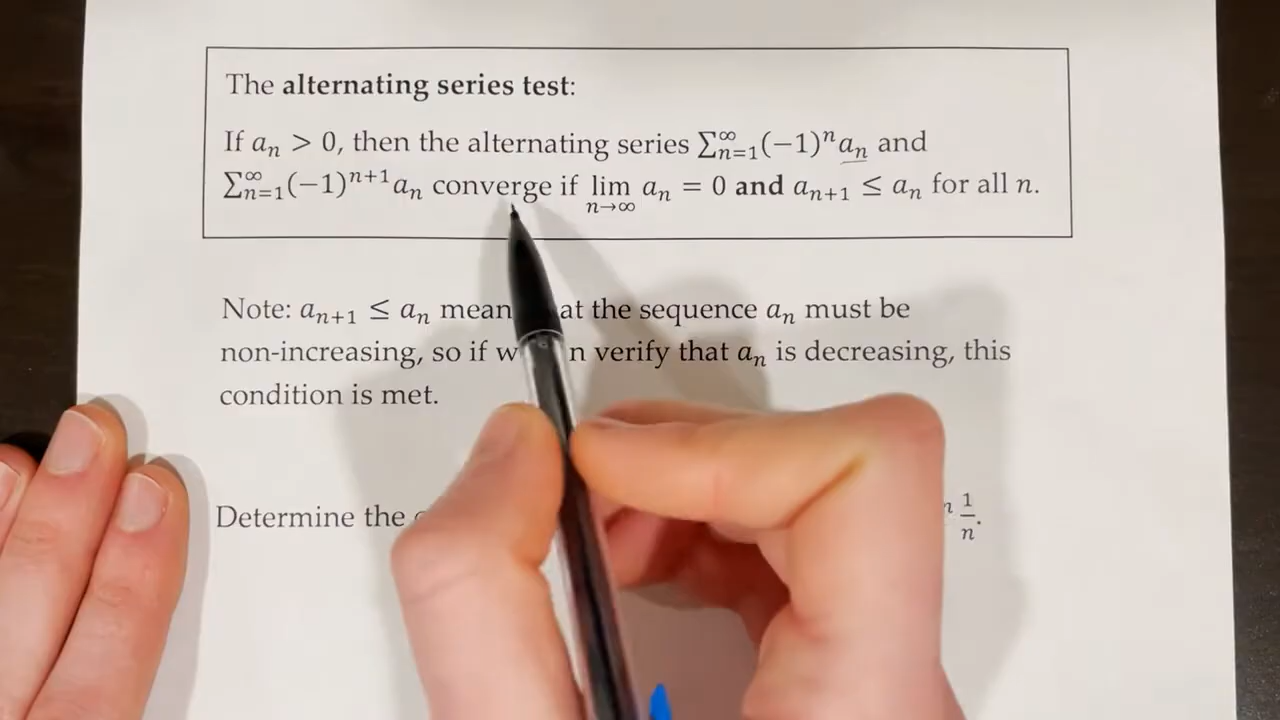 The alternating series test:
If aₙ > 0, then the alternating series ∑ₙ₌₁^∞ (−1)ⁿaₙ and
∑ₙ₌₁^∞ (−1)ⁿ⁺¹aₙ converge if lim_{n→∞} aₙ = 0 and aₙ₊₁ ≤ aₙ for all n.
Note: aₙ₊₁ ≤ aₙ mean at the sequence aₙ must be
non-increasing, so if w n verify that aₙ is decreasing, this
condition is met.
Determine the n 1/n.